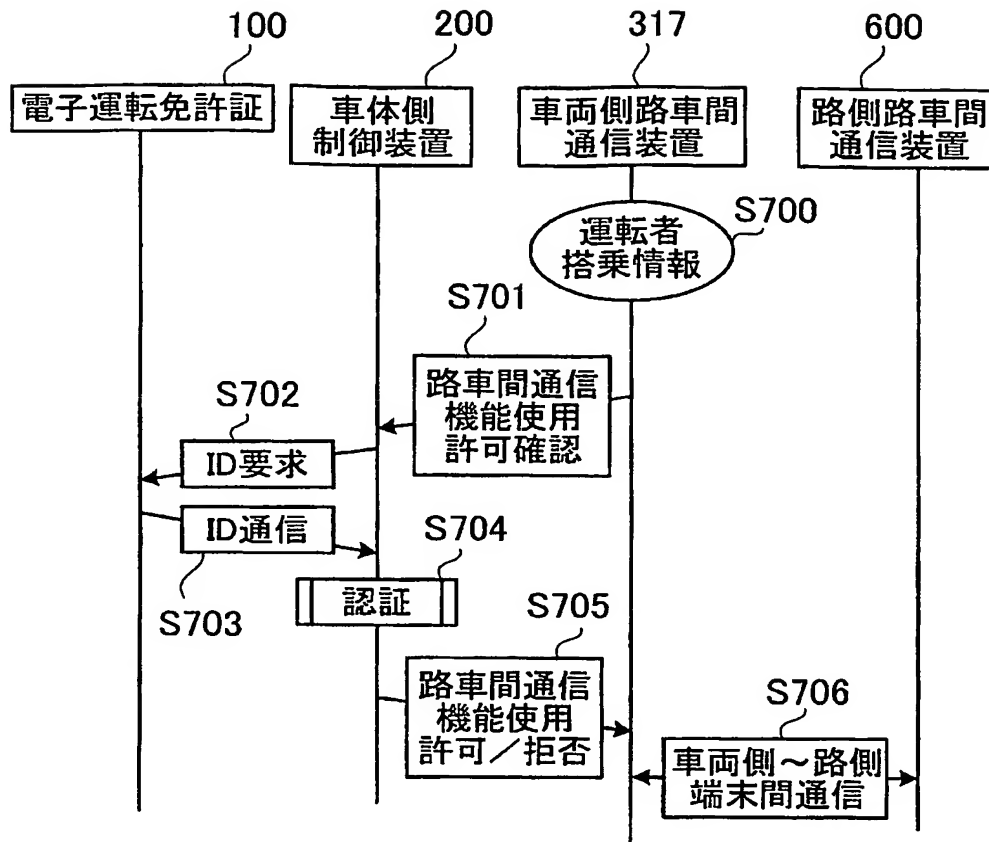 100
200
317
600
電子運転免許証
車体側
制御装置
車両側路車間
通信装置
路側路車間
通信装置
S700
運転者
搭乗情報
S701
路車間通信
機能使用
許可確認
S702
ID要求
ID通信
S703
S704
認証
S705
路車間通信
機能使用
許可／拒否
S706
車両側～路側
端末間通信